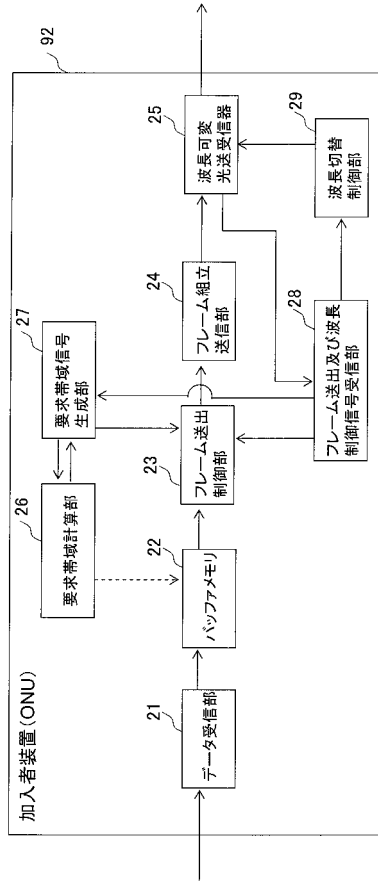 加入者装置(ONU)
92
26
要求帯域計算部
27
要求帯域信号
生成部
21
データ受信部
22
バッファメモリ
23
フレーム送出
制御部
24
フレーム組立
送信部
25
波長可変
光送受信器
28
フレーム送出及び波長
制御信号受信部
29
波長切替
制御部